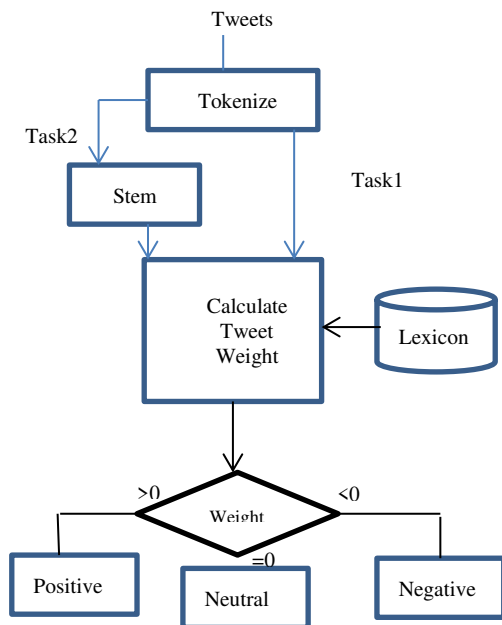 Tweets
Tokenize
Task2
Task1
Stem
Calculate
Tweet
Weight
Lexicon
>0
<0
Weight
=0
Positive
Neutral
Negative